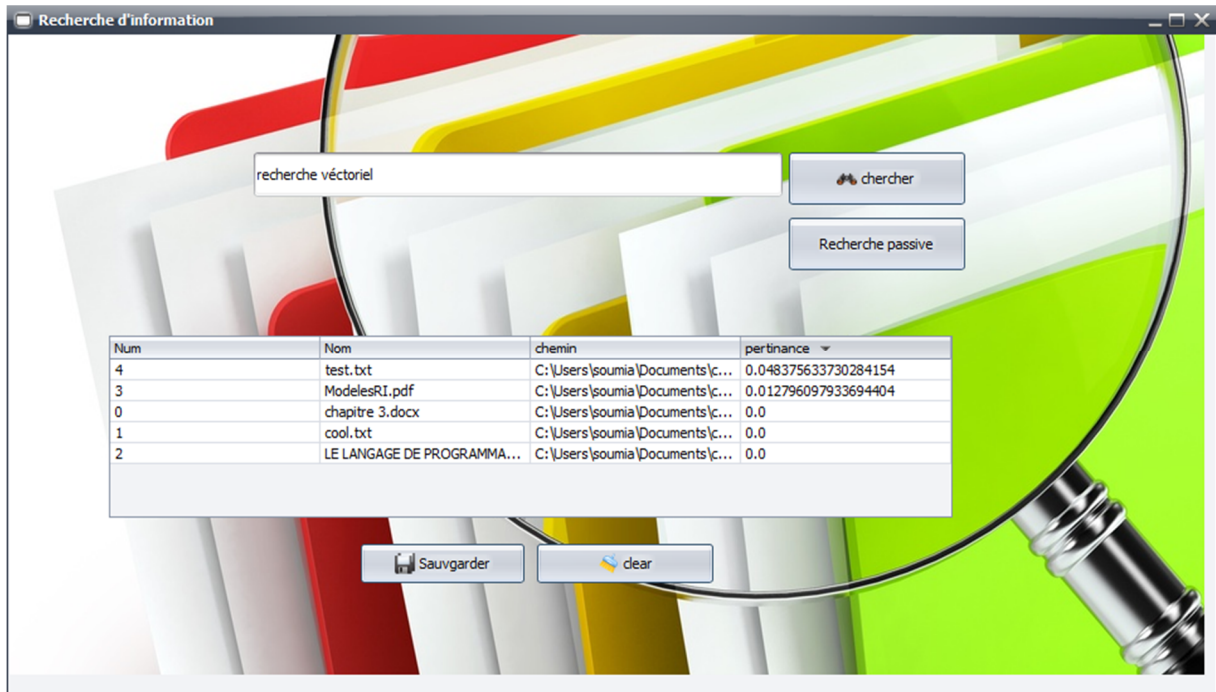 Recherche d'information
recherche véctoriel
chercher
Recherche passive
Num Nom chemin pertinance
4 test.txt C:\Users\soumia\Documents\c... 0.048375633730284154
3 ModelesRI.pdf C:\Users\soumia\Documents\c... 0.012796097933694404
0 chapitre 3.docx C:\Users\soumia\Documents\c... 0.0
1 cool.txt C:\Users\soumia\Documents\c... 0.0
2 LE LANGAGE DE PROGRAMMA... C:\Users\soumia\Documents\c... 0.0
Sauvgarder clear